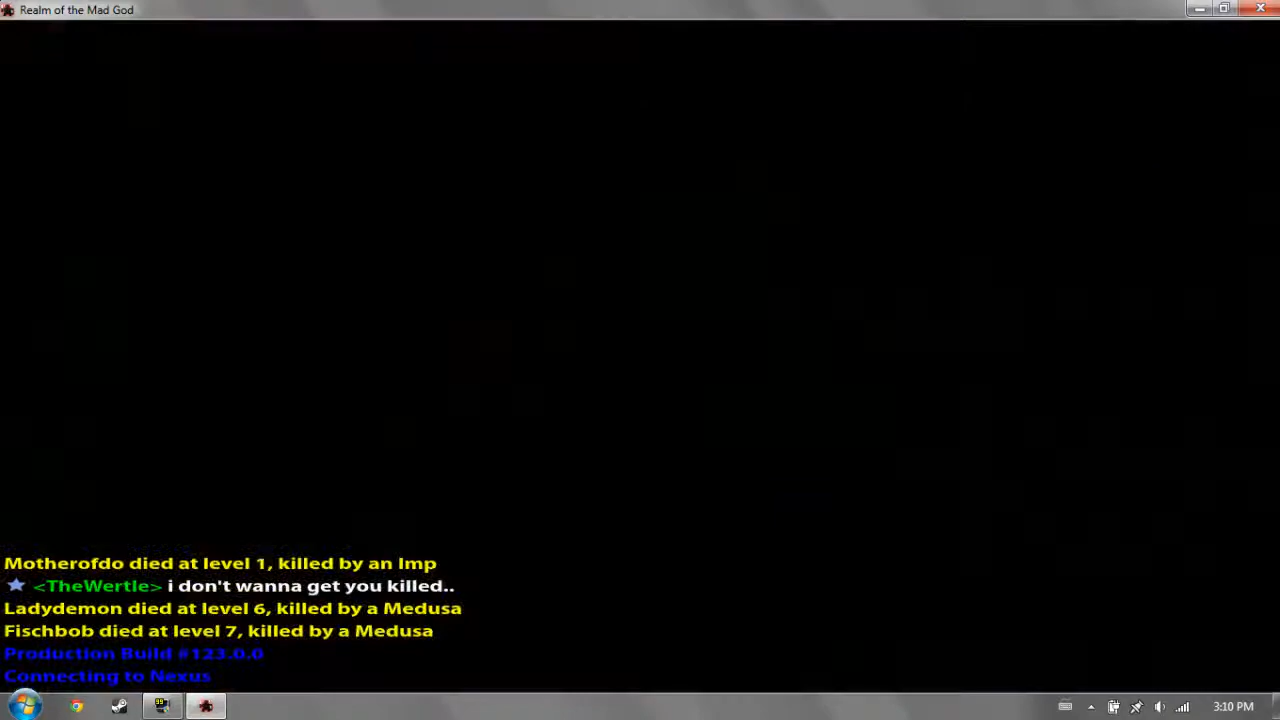 Realm of the Mad God
Motherofdo died at level 1, killed by an Imp
<TheWertle> i don't wanna get you killed..
Ladydemon died at level 6, killed by a Medusa
Fischbob died at level 7, killed by a Medusa
Production Build #123.0.0
Connecting to Nexus
99
3:10 PM